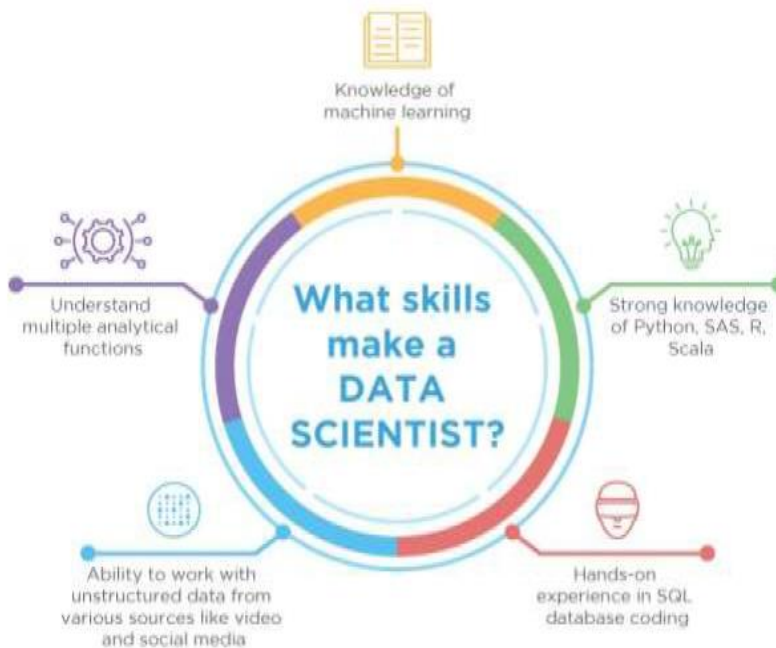 Knowledge of
machine learning
Understand
multiple analytical
functions
Strong knowledge
of Python, SAS, R,
Scala
What skills
make a
DATA
SCIENTIST?
Ability to work with
unstructured data from
various sources like video
and social media
Hands-on
experience in SQL
database coding